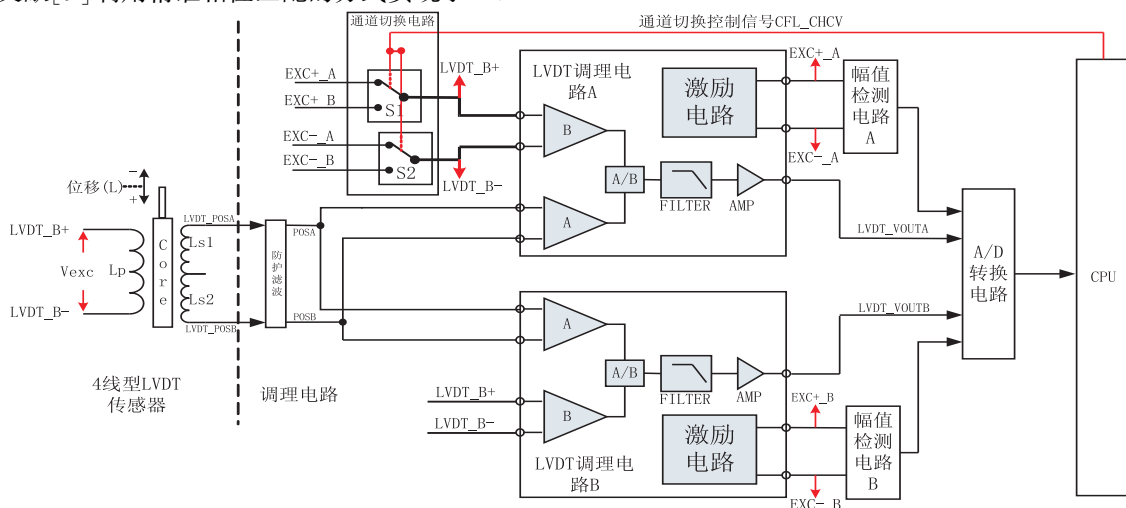 通道切换电路
通道切换控制信号CFL_CHCV
EXC+_A
EXC+_B
S1
EXC-_A
EXC-_B
S2
LVDT_B+
LVDT_B-
LVDT调理电
路A
B
A
A/B
FILTER
AMP
激励
电路
EXC+_A
EXC-_A
幅值
检测
电路
A
LVDT_VOUTA
位移(L)
-
+
LVDT_B+
Vexc
LVDT_B-
Lp
Core
Ls1
Ls2
LVDT_POSA
LVDT_POSB
防护滤波
POSA
POSB
4线型LVDT
传感器
调理电路
A
B
A/B
FILTER
AMP
LVDT_B+
LVDT_B-
LVDT调理电
路B
激励
电路
LVDT_VOUTB
EXC+_B
EXC-_B
幅值
检测
电路
B
A/D
转换
电路
CPU